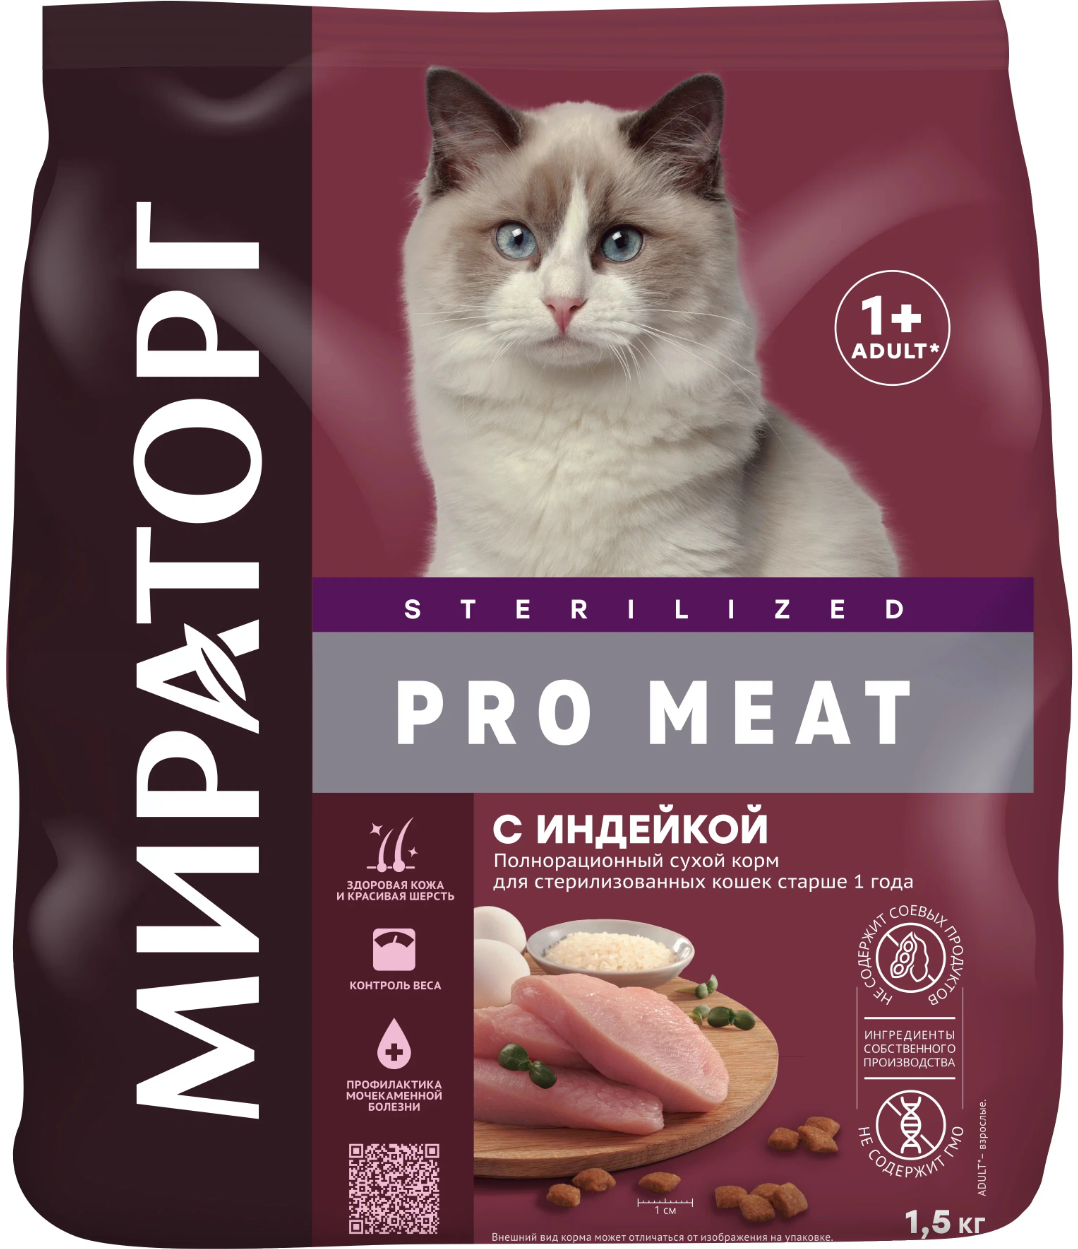 МИРАТОРГ
1+
ADULT*
STERILIZED
PRO MEAT
С ИНДЕЙКОЙ
Полнорационный сухой корм
для стерилизованных кошек старше 1 года
ЗДОРОВАЯ КОЖА
И КРАСИВАЯ ШЕРСТЬ
КОНТРОЛЬ ВЕСА
ПРОФИЛАКТИКА
МОЧЕКАМЕННОЙ
БОЛЕЗНИ
НЕ СОДЕРЖИТ СОЕВЫХ ПРОДУКТОВ
ИНГРЕДИЕНТЫ
СОБСТВЕННОГО
ПРОИЗВОДСТВА
НЕ СОДЕРЖИТ ГМО
ADULT*– взрослые.
1 см
1,5 кг
Внешний вид корма может отличаться от изображения на упаковке.